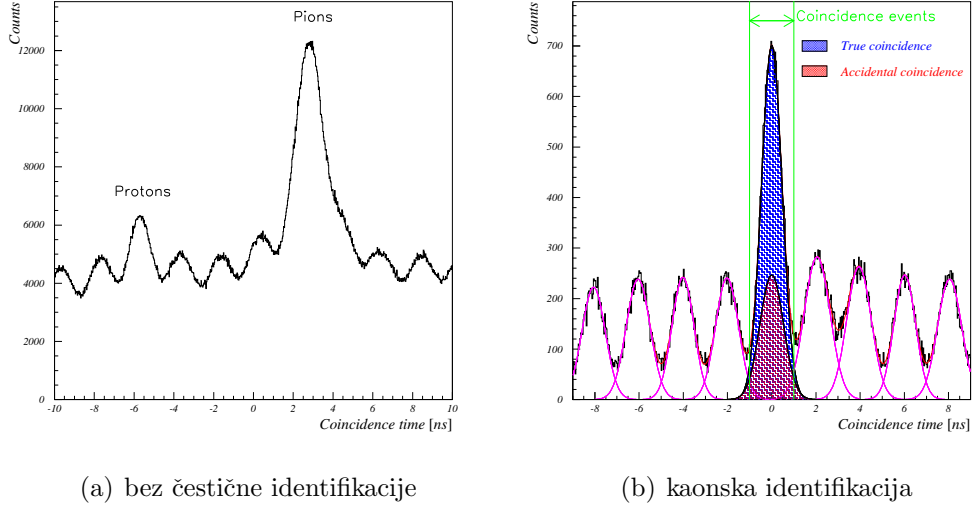 Counts
12000
10000
8000
6000
4000
2000
0
Pions
Protons
-10 -8 -6 -4 -2 0 2 4 6 8 10
Coincidence time [ns]
(a) bez čestične identifikacije
Counts
700
600
500
400
300
200
100
0
Coincidence events
True coincidence
Accidental coincidence
-8 -6 -4 -2 0 2 4 6 8
Coincidence time [ns]
(b) kaonska identifikacija